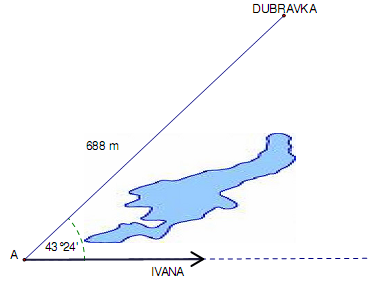 DUBRAVKA
688 m
43°24'
A
IVANA